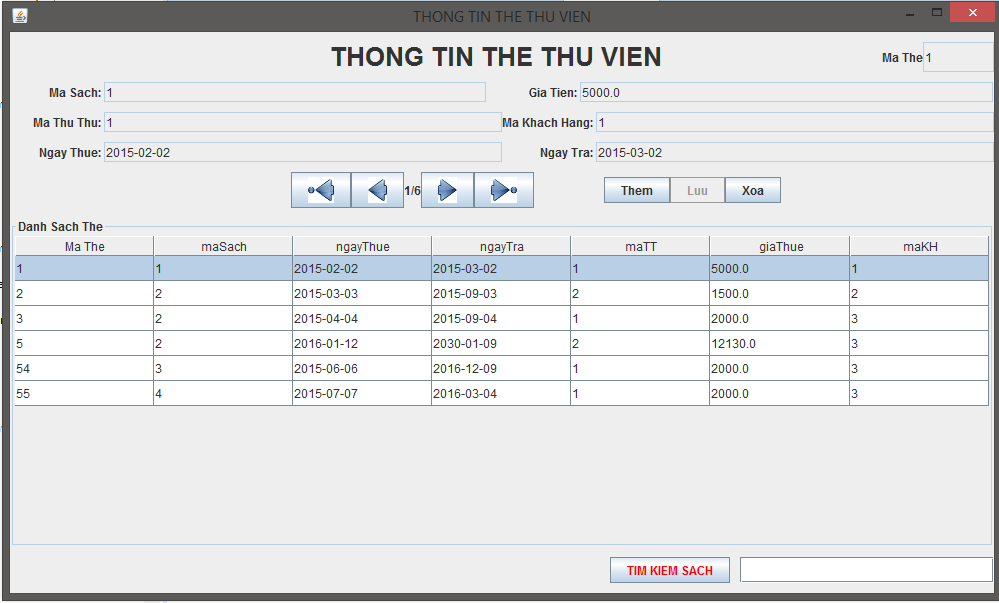 THONG TIN THE THU VIEN
THONG TIN THE THU VIEN
Ma The 1
Ma Sach: 1 Gia Tien: 5000.0
Ma Thu Thu: 1 Ma Khach Hang: 1
Ngay Thue: 2015-02-02 Ngay Tra: 2015-03-02
1/6 Them Luu Xoa
Danh Sach The
Ma The maSach ngayThue ngayTra maTT giaThue maKH
1 1 2015-02-02 2015-03-02 1 5000.0 1
2 2 2015-03-03 2015-09-03 2 1500.0 2
3 2 2015-04-04 2015-09-04 1 2000.0 3
5 2 2016-01-12 2030-01-09 2 12130.0 3
54 3 2015-06-06 2016-12-09 1 2000.0 3
55 4 2015-07-07 2016-03-04 1 2000.0 3
TIM KIEM SACH